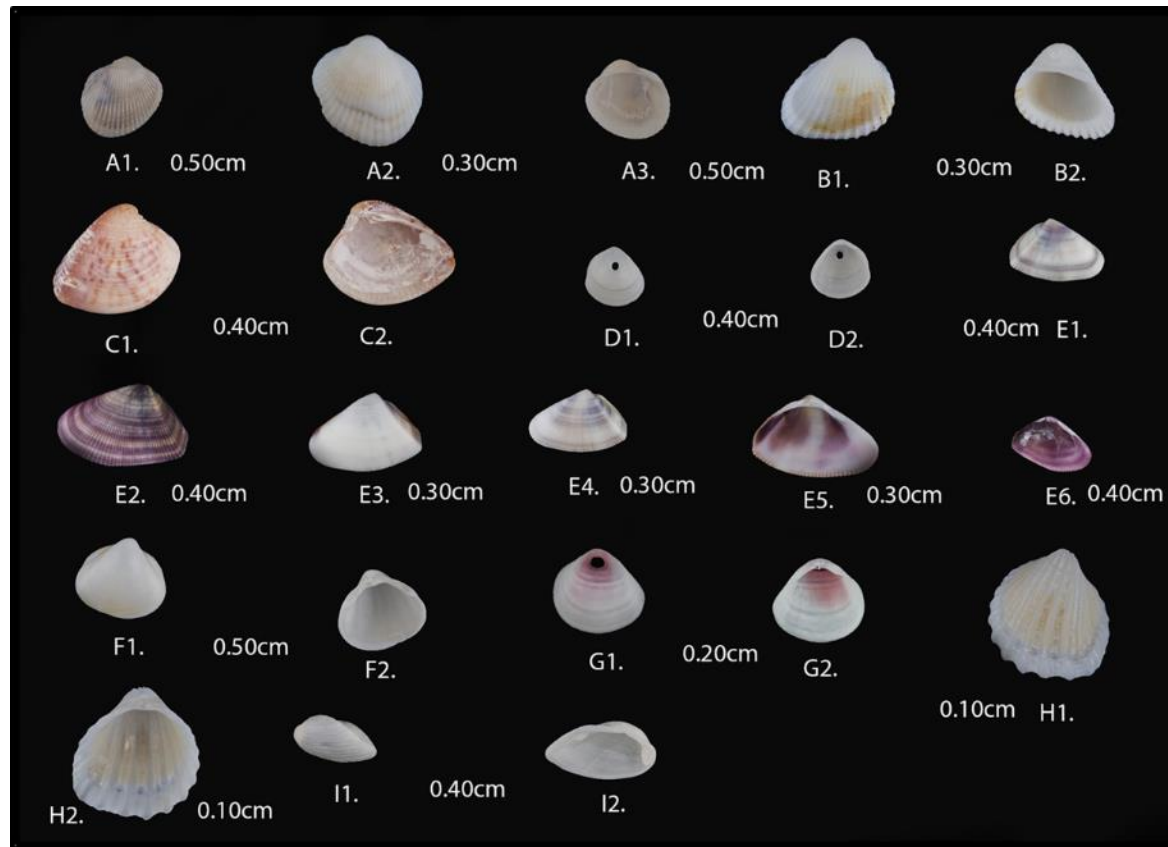 A1. 0.50cm A2. 0.30cm A3. 0.50cm B1. 0.30cm B2.
C1. 0.40cm C2. D1. 0.40cm D2. 0.40cm E1.
E2. 0.40cm E3. 0.30cm E4. 0.30cm E5. 0.30cm E6. 0.40cm
F1. 0.50cm F2. G1. 0.20cm G2. 0.10cm H1.
H2. 0.10cm I1. 0.40cm I2.